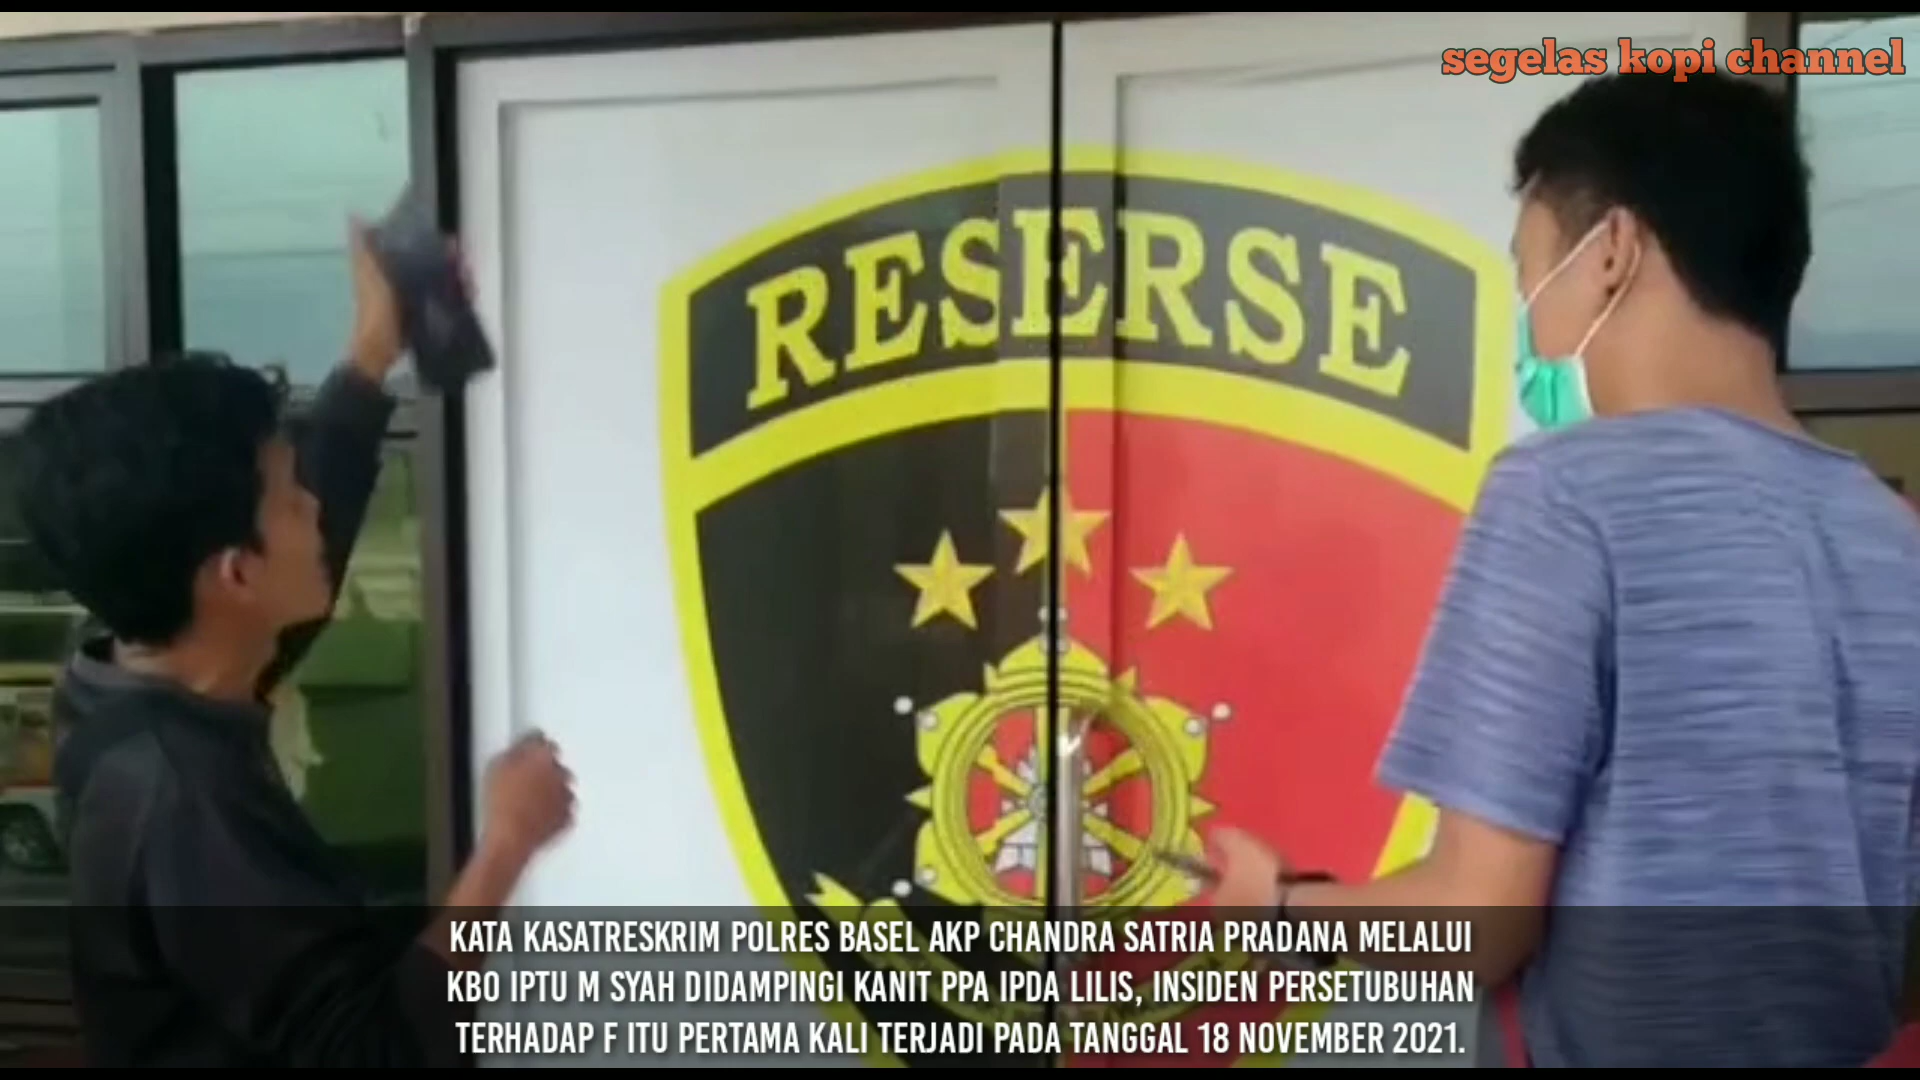 segelas kopi channel
RESERSE
KATA KASATRESKRIM POLRES BASEL AKP CHANDRA SATRIA PRADANA MELALUI
KBO IPTU M SYAH DIDAMPINGI KANIT PPA IPDA LILIS, INSIDEN PERSETUBUHAN
TERHADAP F ITU PERTAMA KALI TERJADI PADA TANGGAL 18 NOVEMBER 2021.